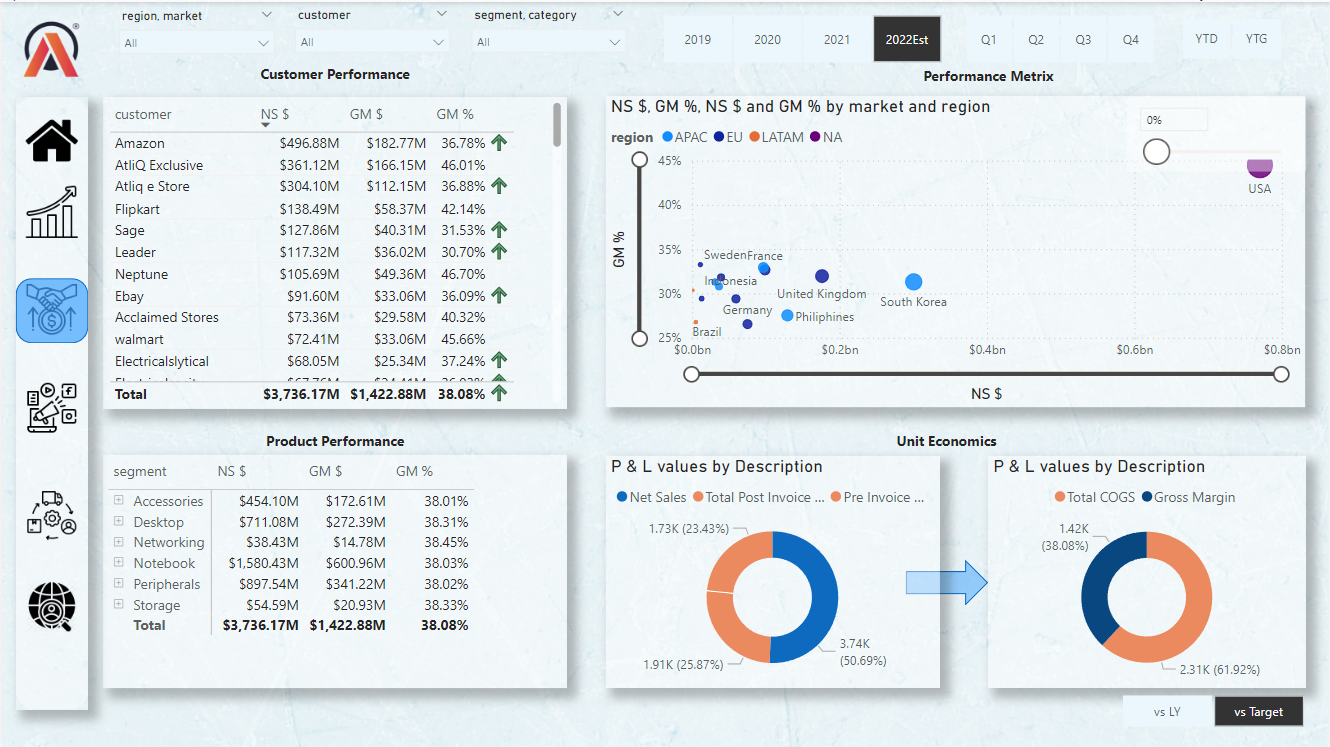 region, market
customer
segment, category
All
All
All
2019
2020
2021
2022Est
Q1
Q2
Q3
Q4
YTD
YTG
Customer Performance
customer NS $ GM $ GM %
Amazon $496.88M $182.77M 36.78%
AtliQ Exclusive $361.12M $166.15M 46.01%
Atliq e Store $304.10M $112.15M 36.88%
Flipkart $138.49M $58.37M 42.14%
Sage $127.86M $40.31M 31.53%
Leader $117.32M $36.02M 30.70%
Neptune $105.69M $49.36M 46.70%
Ebay $91.60M $33.06M 36.09%
Acclaimed Stores $73.36M $29.58M 40.32%
walmart $72.41M $33.06M 45.66%
Electricalslytical $68.05M $25.34M 37.24%
Total $3,736.17M $1,422.88M 38.08%
Performance Metrix
NS $, GM %, NS $ and GM % by market and region
region APAC EU LATAM NA
0%
45%
40%
35%
30%
25%
GM %
USA
Sweden
France
Indonesia
United Kingdom
South Korea
Germany
Philiphines
Brazil
$0.0bn $0.2bn $0.4bn $0.6bn $0.8bn
NS $
Product Performance
segment NS $ GM $ GM %
Accessories $454.10M $172.61M 38.01%
Desktop $711.08M $272.39M 38.31%
Networking $38.43M $14.78M 38.45%
Notebook $1,580.43M $600.96M 38.03%
Peripherals $897.54M $341.22M 38.02%
Storage $54.59M $20.93M 38.33%
Total $3,736.17M $1,422.88M 38.08%
Unit Economics
P & L values by Description
Net Sales Total Post Invoice ... Pre Invoice ...
1.73K (23.43%)
3.74K
(50.69%)
1.91K (25.87%)
P & L values by Description
Total COGS Gross Margin
1.42K
(38.08%)
2.31K (61.92%)
vs LY
vs Target